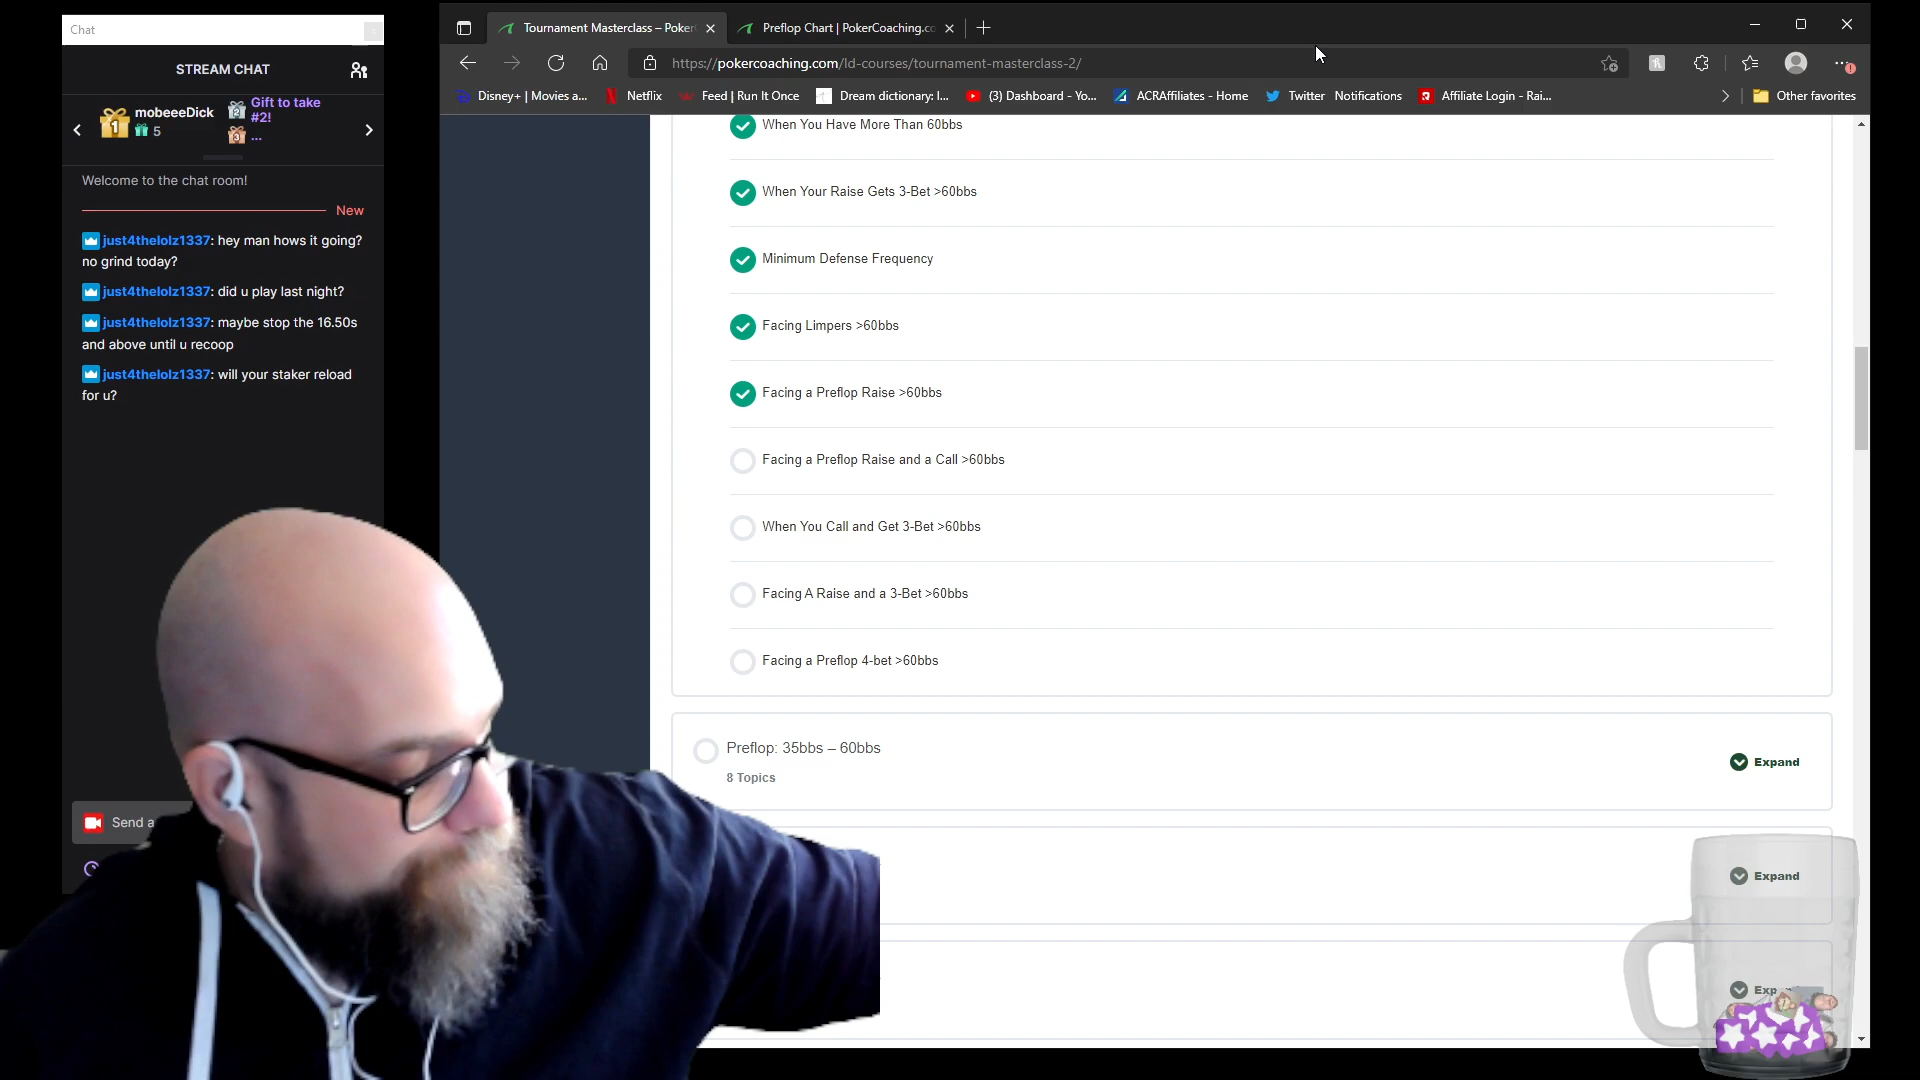 Chat
STREAM CHAT
mobeeeDick
5
1
2
3
Gift to take
#2!
...
Welcome to the chat room!
New
just4thelolz1337: hey man hows it going?
no grind today?
just4thelolz1337: did u play last night?
just4thelolz1337: maybe stop the 16.50s
and above until u recoop
just4thelolz1337: will your staker reload
for u?
Send a
Tournament Masterclass – Poker
Preflop Chart | PokerCoaching.co
https://pokercoaching.com/ld-courses/tournament-masterclass-2/
Disney+ | Movies a...
Netflix
Feed | Run It Once
Dream dictionary: I...
(3) Dashboard - Yo...
ACRAffiliates - Home
Twitter
Notifications
Affiliate Login - Rai...
Other favorites
When You Have More Than 60bbs
When Your Raise Gets 3-Bet >60bbs
Minimum Defense Frequency
Facing Limpers >60bbs
Facing a Preflop Raise >60bbs
Facing a Preflop Raise and a Call >60bbs
When You Call and Get 3-Bet >60bbs
Facing A Raise and a 3-Bet >60bbs
Facing a Preflop 4-bet >60bbs
Preflop: 35bbs – 60bbs
8 Topics
Expand
Expand